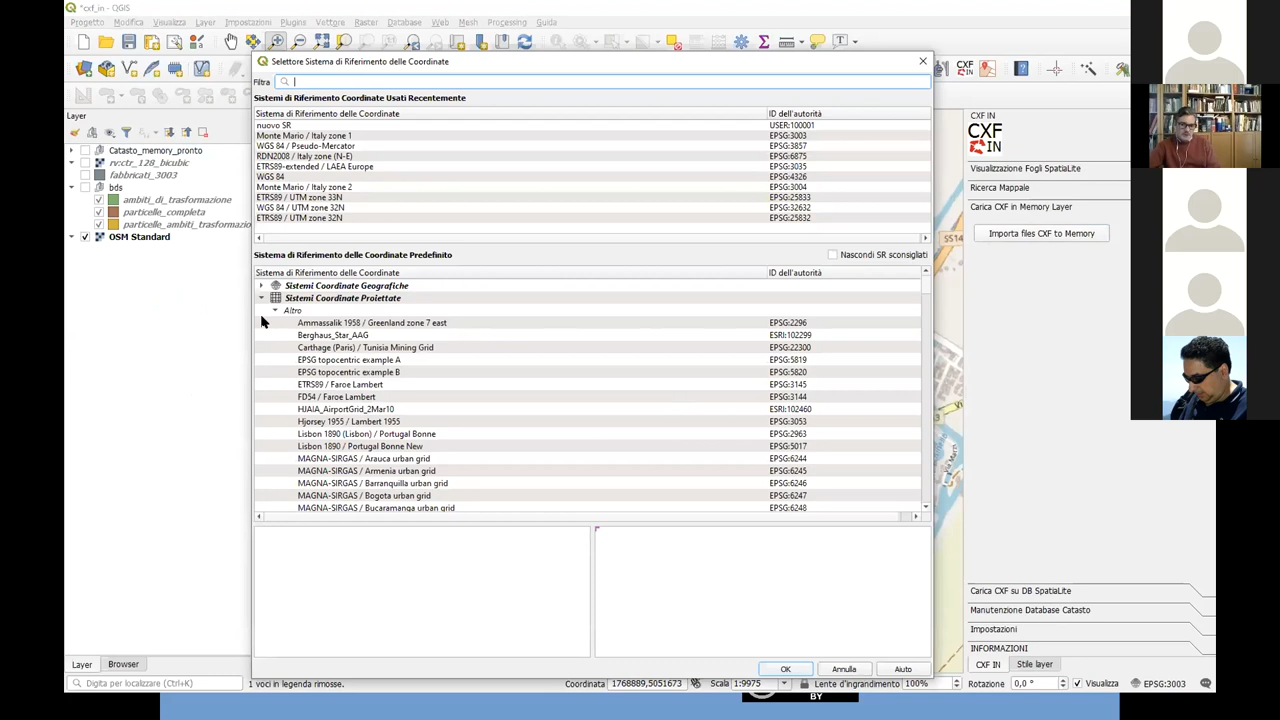 *cxf_in - QGIS
Progetto Modifica Visualizza Layer Impostazioni Plugins Vettore Raster Database Web Mesh Processing Guida
Selettore Sistema di Riferimento delle Coordinate
Filtra
Sistemi di Riferimento Coordinate Usati Recentemente
Sistema di Riferimento delle Coordinate ID dell'autorità
nuovo SR USER:100001
Monte Mario / Italy zone 1 EPSG:3003
WGS 84 / Pseudo-Mercator EPSG:3857
RDN2008 / Italy zone (N-E) EPSG:6875
ETRS89-extended / LAEA Europe EPSG:3035
WGS 84 EPSG:4326
Monte Mario / Italy zone 2 EPSG:3004
ETRS89 / UTM zone 33N EPSG:25833
WGS 84 / UTM zone 32N EPSG:32632
ETRS89 / UTM zone 32N EPSG:25832
Sistema di Riferimento delle Coordinate Predefinito Nascondi SR sconsigliati
Sistema di Riferimento delle Coordinate ID dell'autorità
Sistemi Coordinate Geografiche
Sistemi Coordinate Proiettate
Altro
Ammassalik 1958 / Greenland zone 7 east EPSG:2296
Berghaus_Star_AAG ESRI:102299
Carthage (Paris) / Tunisia Mining Grid EPSG:22300
EPSG topocentric example A EPSG:5819
EPSG topocentric example B EPSG:5820
ETRS89 / Faroe Lambert EPSG:3145
FD54 / Faroe Lambert EPSG:3144
HJAIA_AirportGrid_2Mar10 ESRI:102460
Hjorsey 1955 / Lambert 1955 EPSG:3053
Lisbon 1890 (Lisbon) / Portugal Bonne EPSG:2963
Lisbon 1890 / Portugal Bonne New EPSG:5017
MAGNA-SIRGAS / Arauca urban grid EPSG:6244
MAGNA-SIRGAS / Armenia urban grid EPSG:6245
MAGNA-SIRGAS / Barranquilla urban grid EPSG:6246
MAGNA-SIRGAS / Bogota urban grid EPSG:6247
MAGNA-SIRGAS / Bucaramanga urban grid EPSG:6248
OK Annulla Aiuto
Layer
Catasto_memory_pronto
rv:ctr_128_bicubic
fabbricati_3003
bds
ambiti_di_trasformazione
particelle_completa
particelle_ambiti_trasformazio
OSM Standard
Layer Browser
SS14
Via Mart
CXF
IN
CXF IN
CXF
IN
Visualizzazione Fogli SpatiaLite
Ricerca Mappale
Carica CXF in Memory Layer
Importa files CXF to Memory
Carica CXF su DB SpatiaLite
Manutenzione Database Catasto
Impostazioni
INFORMAZIONI
CXF IN Stile layer
Digita per localizzare (Ctrl+K) 1 voci in legenda rimosse. Coordinata 1768889,5051673 Scala 1:9975 Lente d'ingrandimento 100% Rotazione 0,0 ° Visualizza EPSG:3003
BY